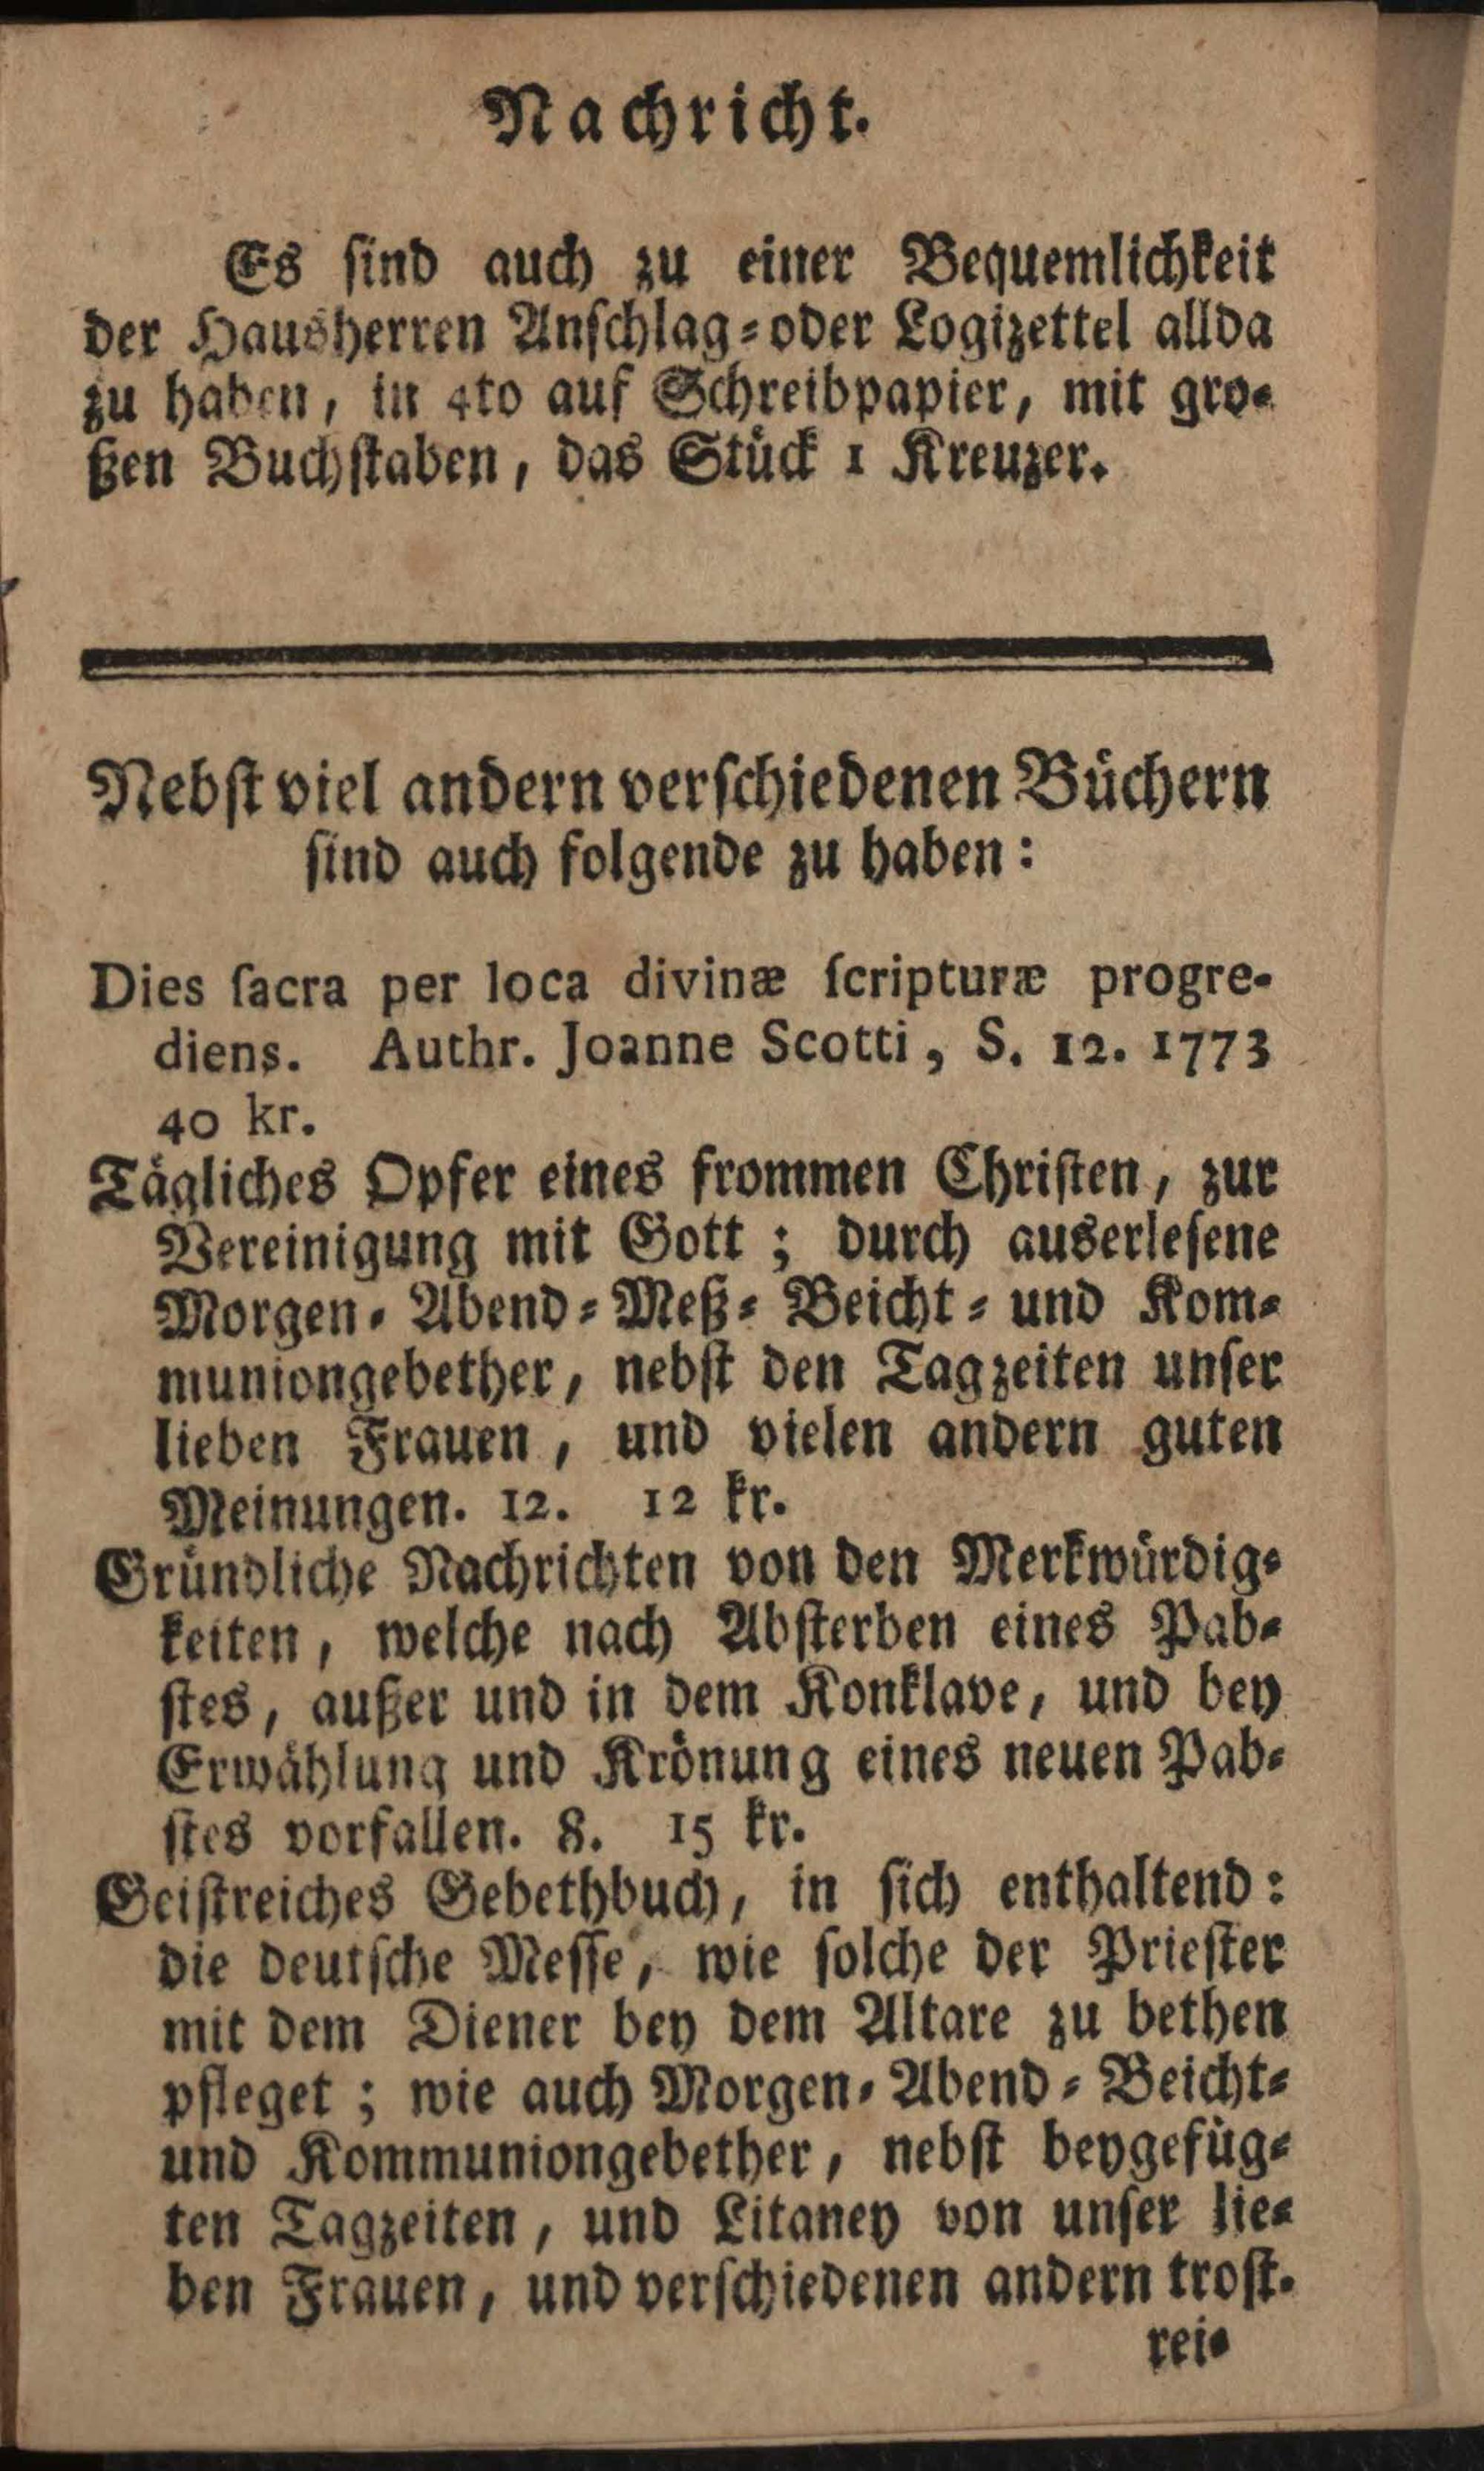 Nachricht.
Es sind auch zu einer Bequemlichkeit
der Hausherren Anschlag-oder Logizettel allda
zu haben, in 4to auf Schreibpapier, mit gro-
ßen Buchstaben, das Stück 1 Kreuzer.
Nebst viel andern verschiedenen Büchern
sind auch folgende zu haben:
Dies sacra per loca divinæ scripturæ progre-
diens. Authr. Joanne Scotti, S. 12. 1773
40 kr.
Tägliches Opfer eines frommen Christen, zur
Vereinigung mit Gott; durch auserlesene
Morgen-Abend-Meß-Beicht-und Kom-
muniongebether, nebst den Tagzeiten unser
lieben Frauen, und vielen andern guten
Meinungen. 12. 12 kr.
Gründliche Nachrichten von den Merkwürdig-
keiten, welche nach Absterben eines Pab-
stes, außer und in dem Konklave, und bey
Erwählung und Krönung eines neuen Pab-
stes vorfallen. 8. 15 kr.
Geistreiches Gebethbuch, in sich enthaltend:
die deutsche Messe, wie solche der Priester
mit dem Diener bey dem Altare zu bethen
pfleget; wie auch Morgen-Abend-Beicht-
und Kommuniongebether, nebst beygefüg-
ten Tagzeiten, und Litaney von unser lie-
ben Frauen, und verschiedenen andern trost-
rei-